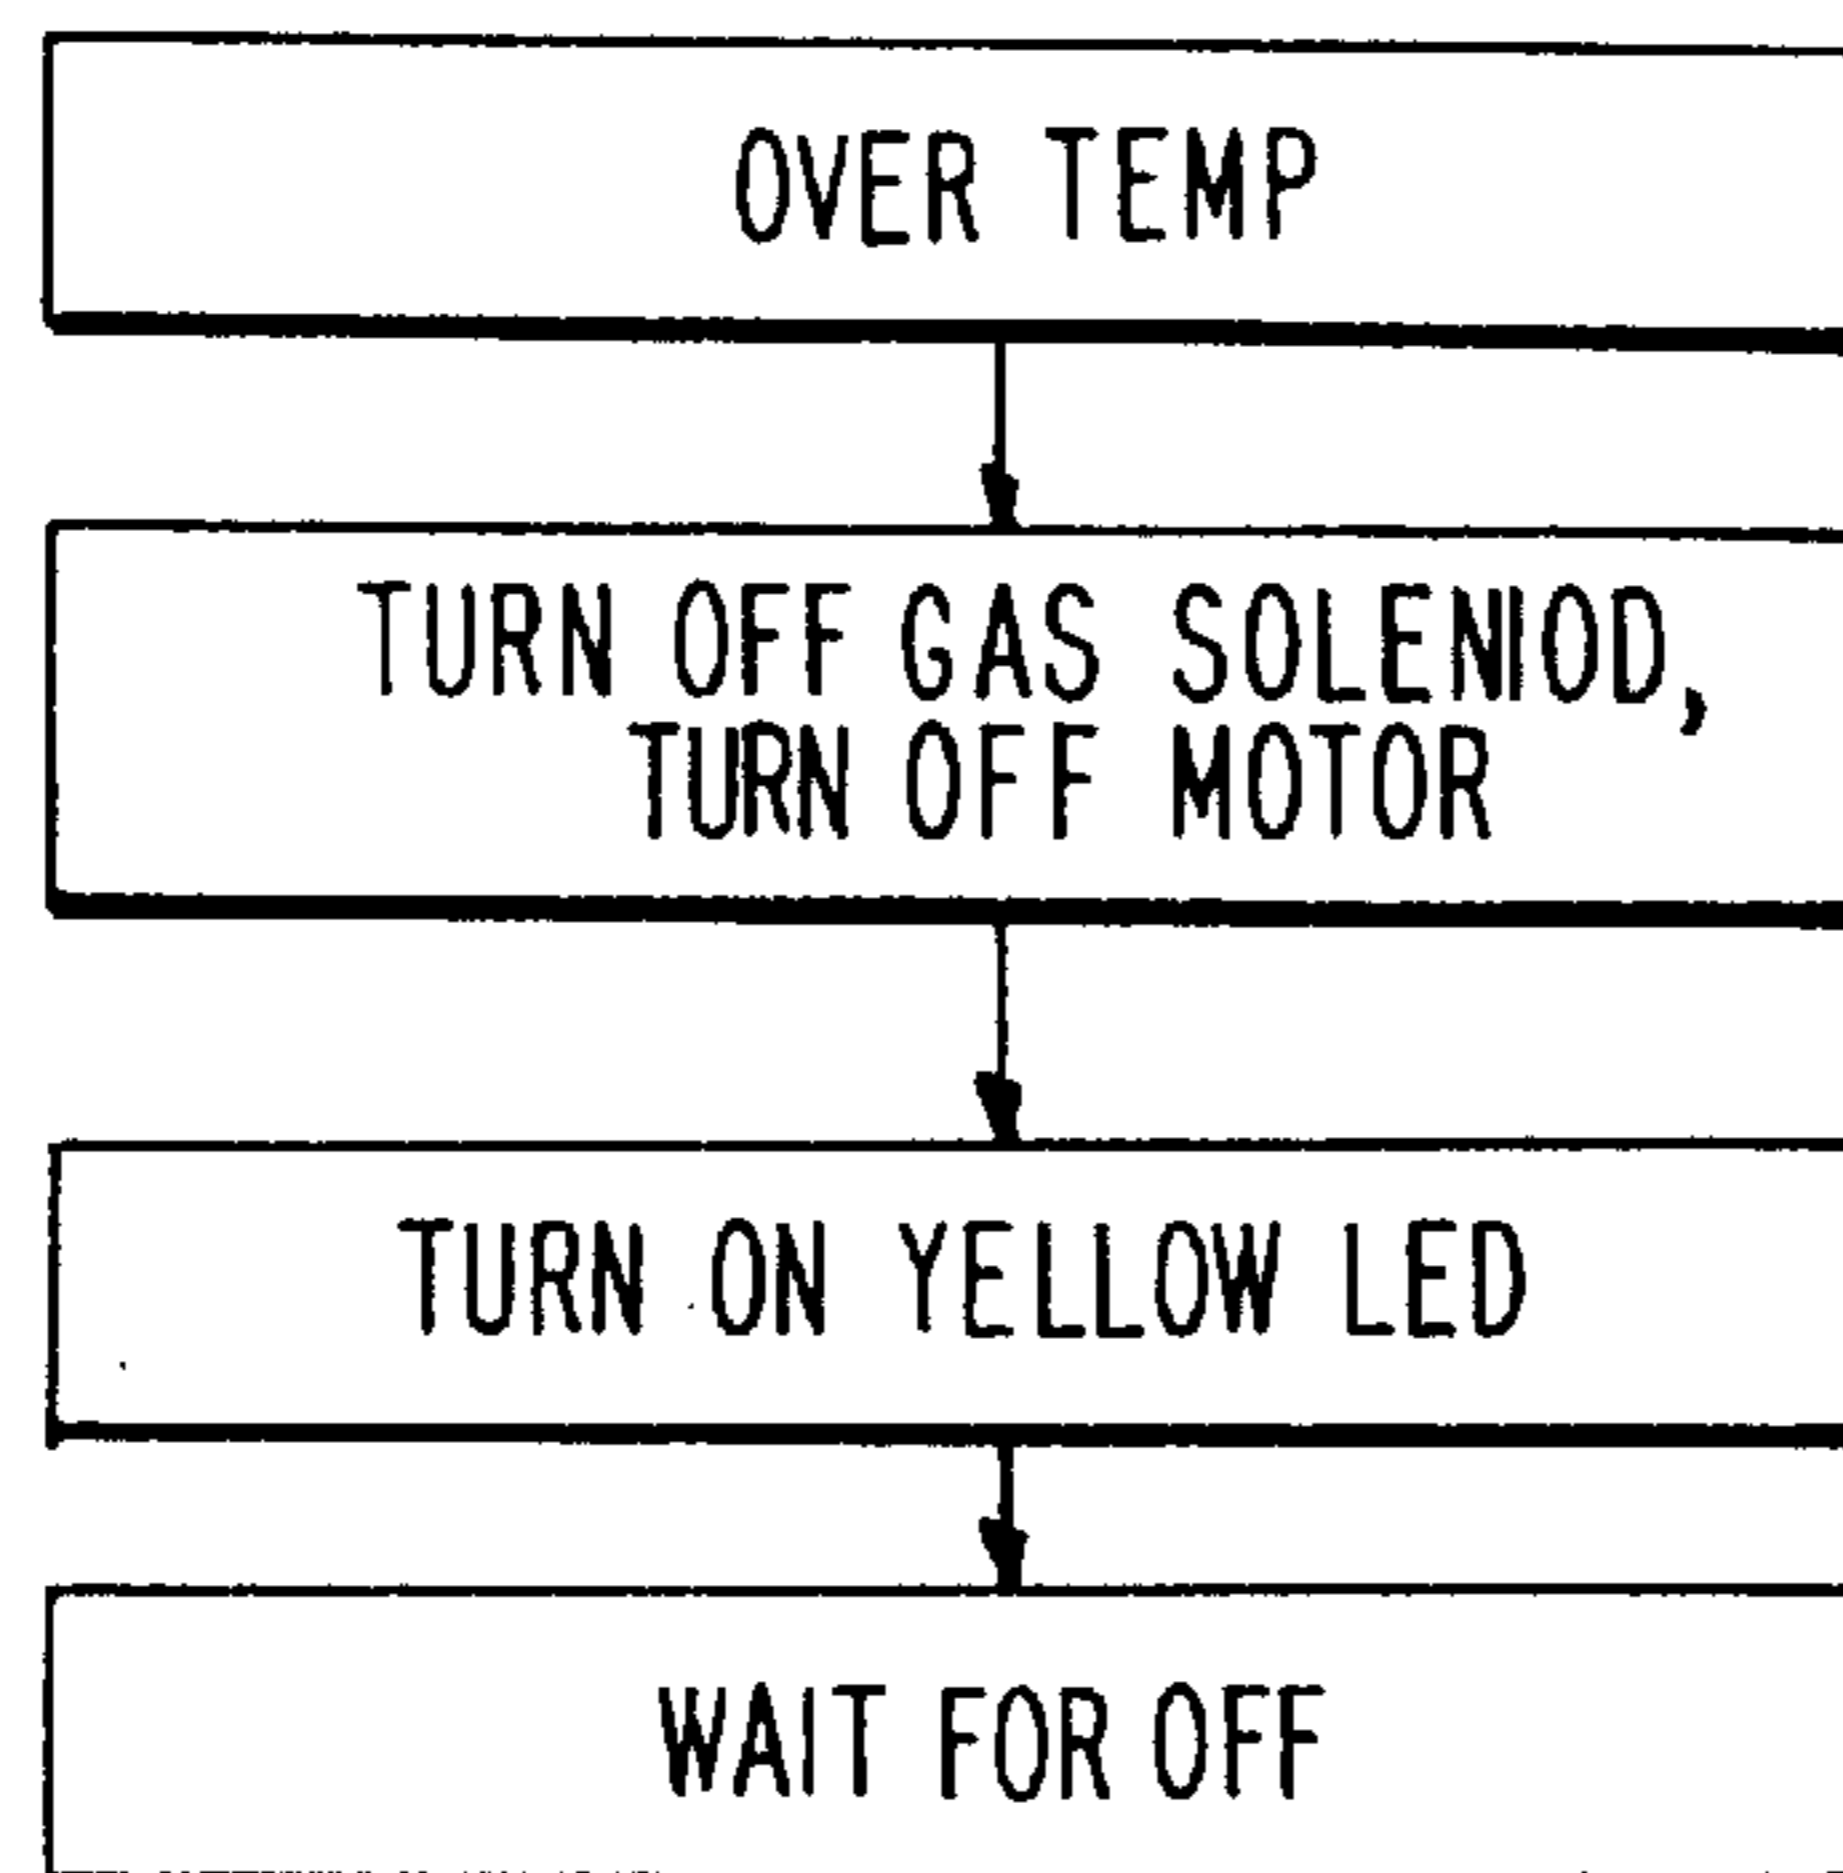 OVER TEMP
TURN OFF GAS SOLENIOD,
TURN OFF MOTOR
TURN ON YELLOW LED
WAIT FOR OFF